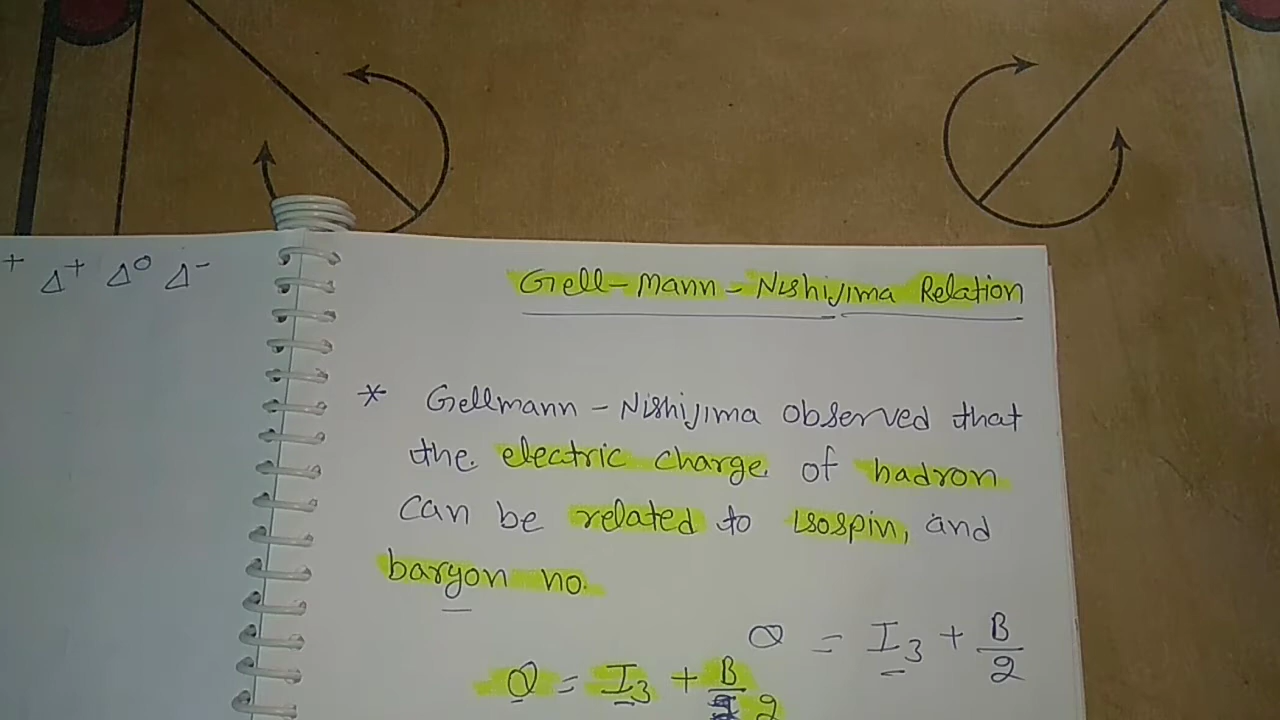 + Δ+ Δ0 Δ-
Gell-Mann-Nishijima Relation
* Gellmann-Nishijima observed that
the electric charge of hadron
can be related to Isospin, and
baryon no.
Q = I3 + B/2
Q = I3 + B/2